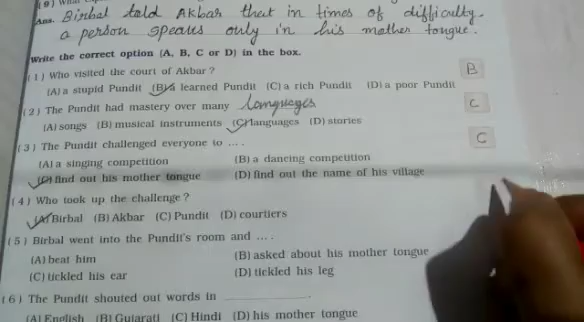 Ans. Birbal told Akbar that in times of difficulty
a person speaks only in his mother tongue.
Write the correct option (A, B, C or D) in the box.
(1) Who visited the court of Akbar? B
(A) a stupid Pundit (B) a learned Pundit (C) a rich Pundit (D) a poor Pundit
(2) The Pundit had mastery over many languages C
(A) songs (B) musical instruments (C) languages (D) stories
(3) The Pundit challenged everyone to .... C
(A) a singing competition (B) a dancing competition
(C) find out his mother tongue (D) find out the name of his village
(4) Who took up the challenge?
(A) Birbal (B) Akbar (C) Pundit (D) courtiers
(5) Birbal went into the Pundit's room and ....
(A) beat him (B) asked about his mother tongue
(C) tickled his ear (D) tickled his leg
(6) The Pundit shouted out words in ____________.
(A) English (B) Gujarati (C) Hindi (D) his mother tongue